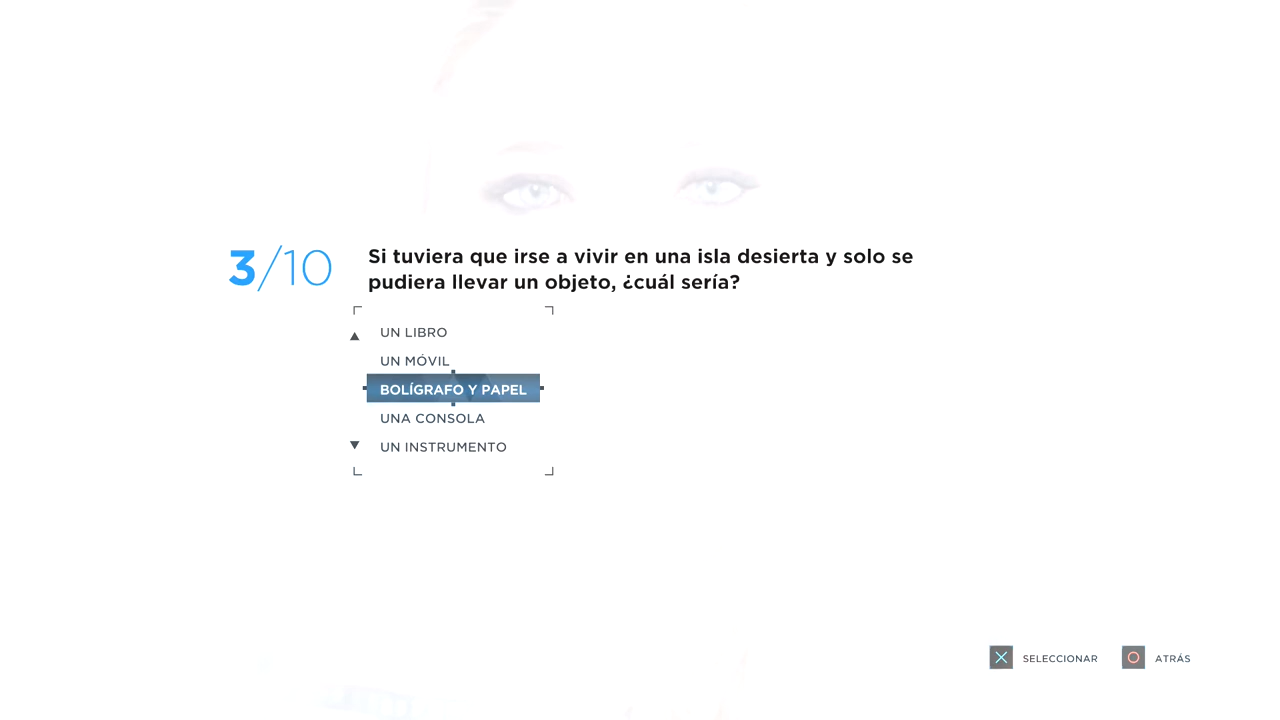 3/10
Si tuviera que irse a vivir en una isla desierta y solo se
pudiera llevar un objeto, ¿cuál sería?
UN LIBRO
UN MÓVIL
BOLÍGRAFO Y PAPEL
UNA CONSOLA
UN INSTRUMENTO
SELECCIONAR ATRÁS